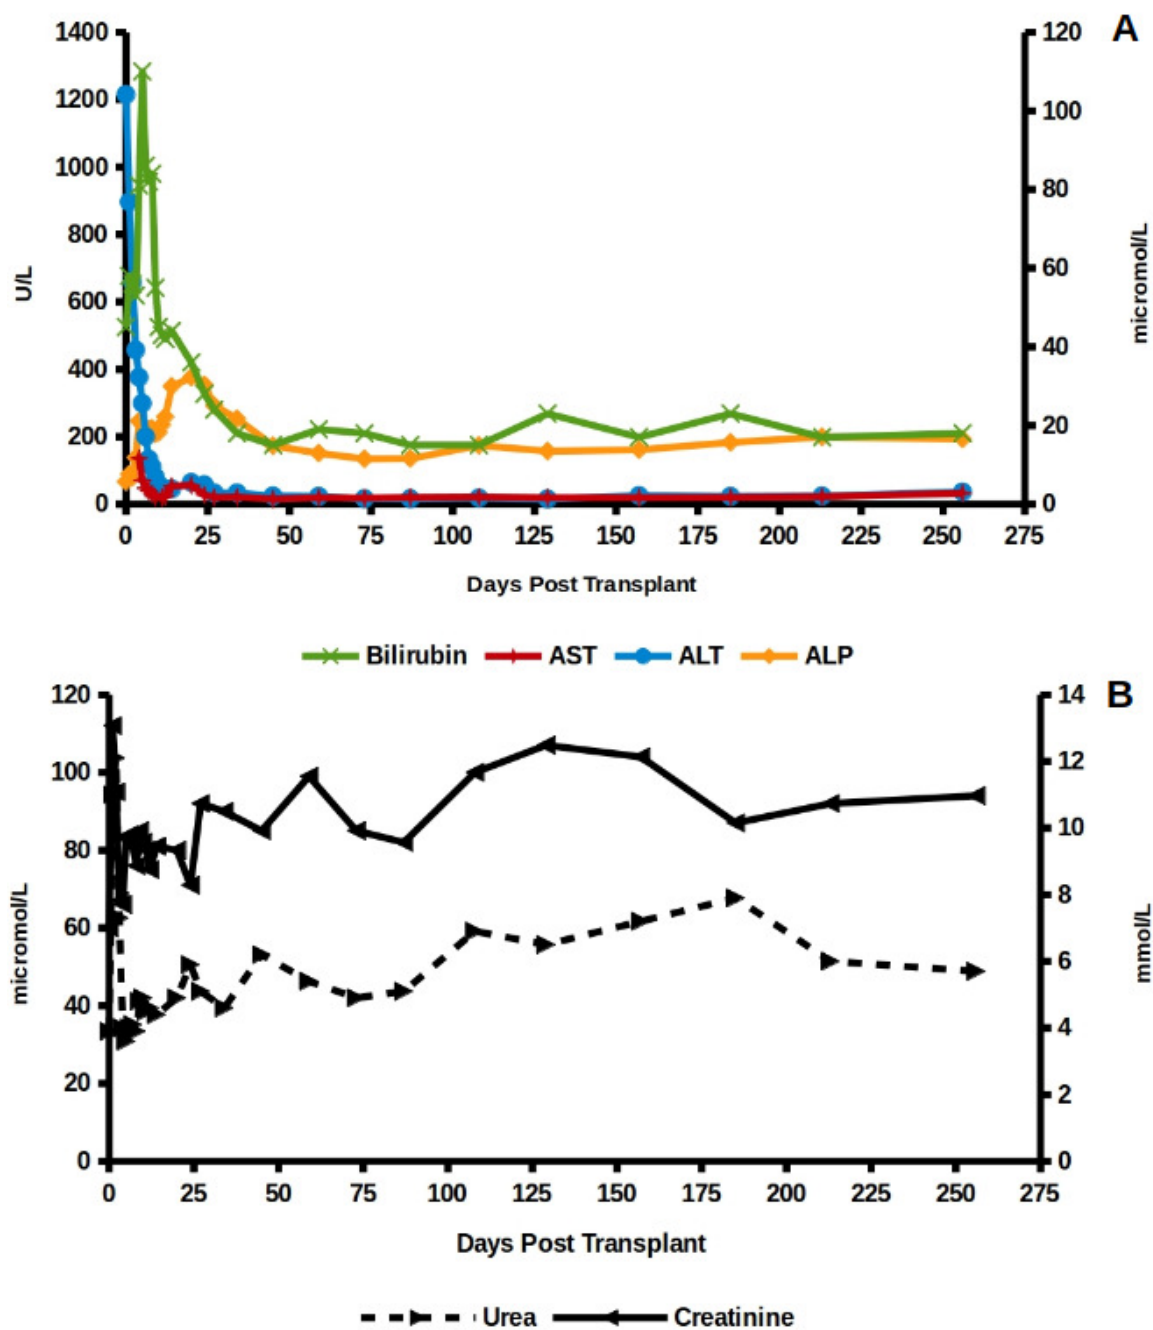 A
1400
1200
1000
800
600
400
200
0
U/L
120
100
80
60
40
20
0
micromol/L
0 25 50 75 100 125 150 175 200 225 250 275
Days Post Transplant
Bilirubin AST ALT ALP
B
120
100
80
60
40
20
0
micromol/L
14
12
10
8
6
4
2
0
mmol/L
0 25 50 75 100 125 150 175 200 225 250 275
Days Post Transplant
Urea Creatinine